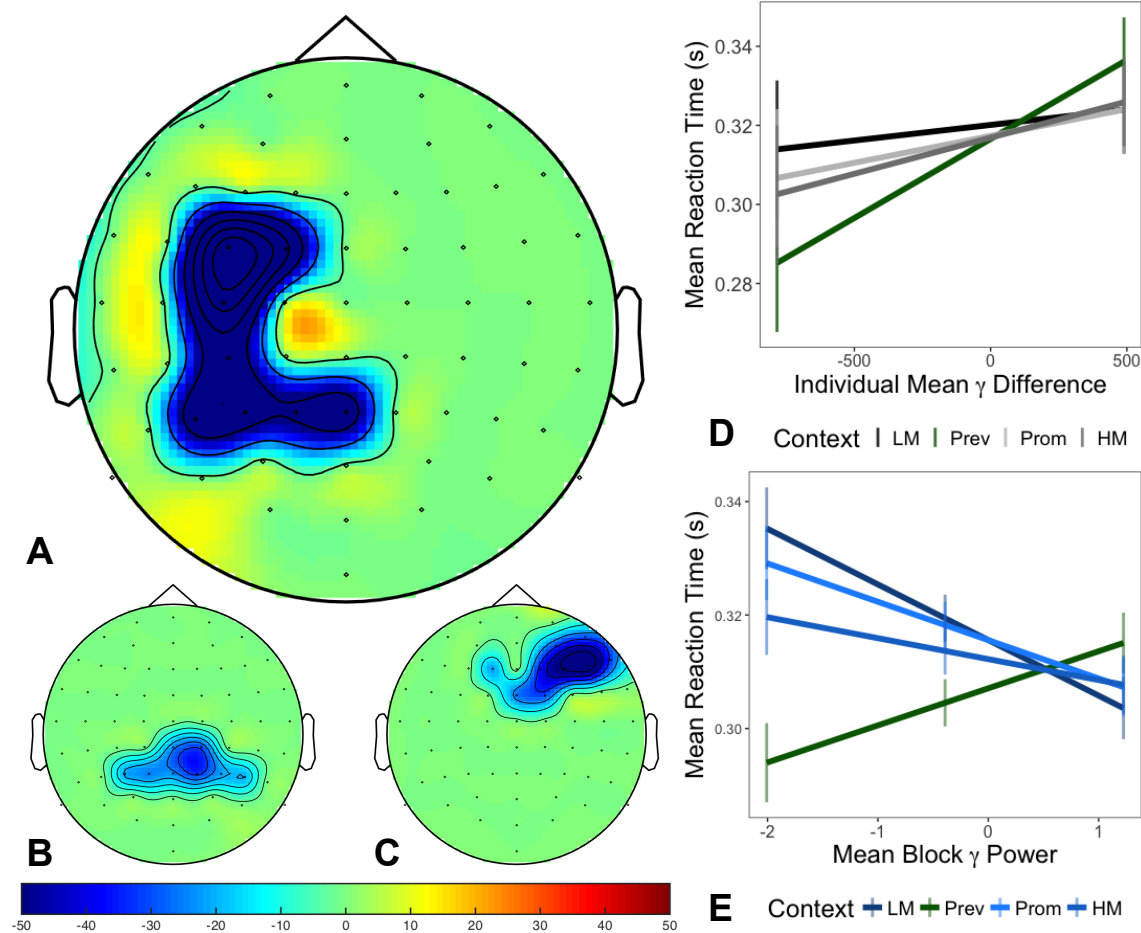 A
B
C
-50 -40 -30 -20 -10 0 10 20 30 40 50
Mean Reaction Time (s)
0.34
0.32
0.30
0.28
-500 0 500
Individual Mean γ Difference
D Context LM Prev Prom HM
Mean Reaction Time (s)
0.34
0.32
0.30
-2 -1 0 1
Mean Block γ Power
E Context LM Prev Prom HM